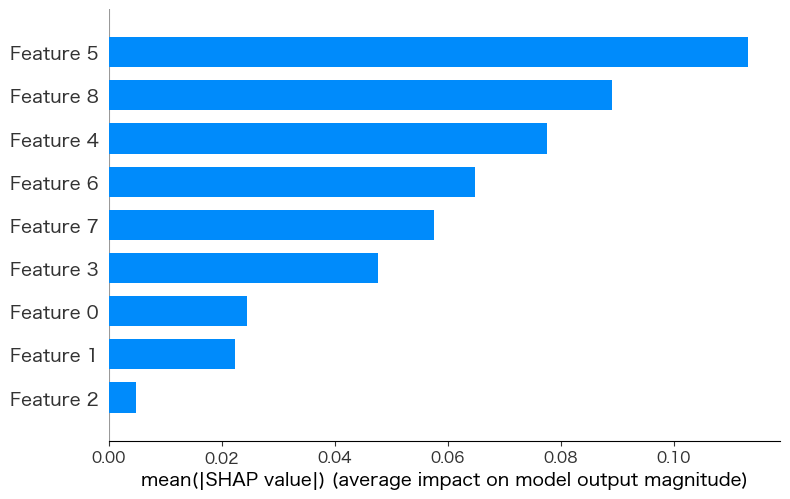 Feature 5
Feature 8
Feature 4
Feature 6
Feature 7
Feature 3
Feature 0
Feature 1
Feature 2
0.00 0.02 0.04 0.06 0.08 0.10
mean(|SHAP value|) (average impact on model output magnitude)